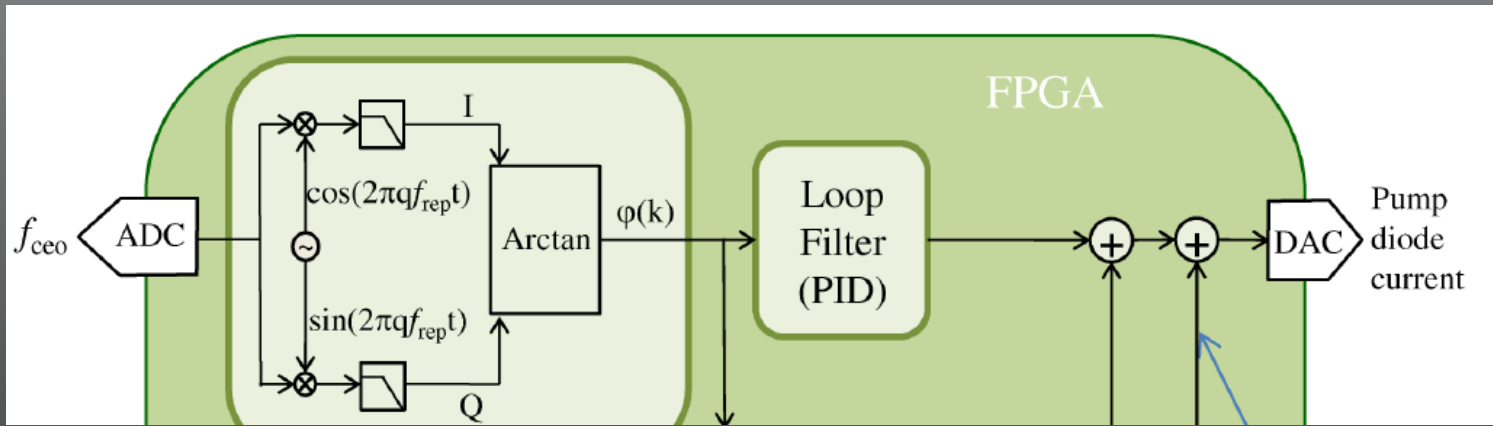 FPGA
I
cos(2πqf_rep t)
f_ceo
ADC
~
Arctan
φ(k)
sin(2πqf_rep t)
Q
Loop
Filter
(PID)
+
+
DAC
Pump
diode
current